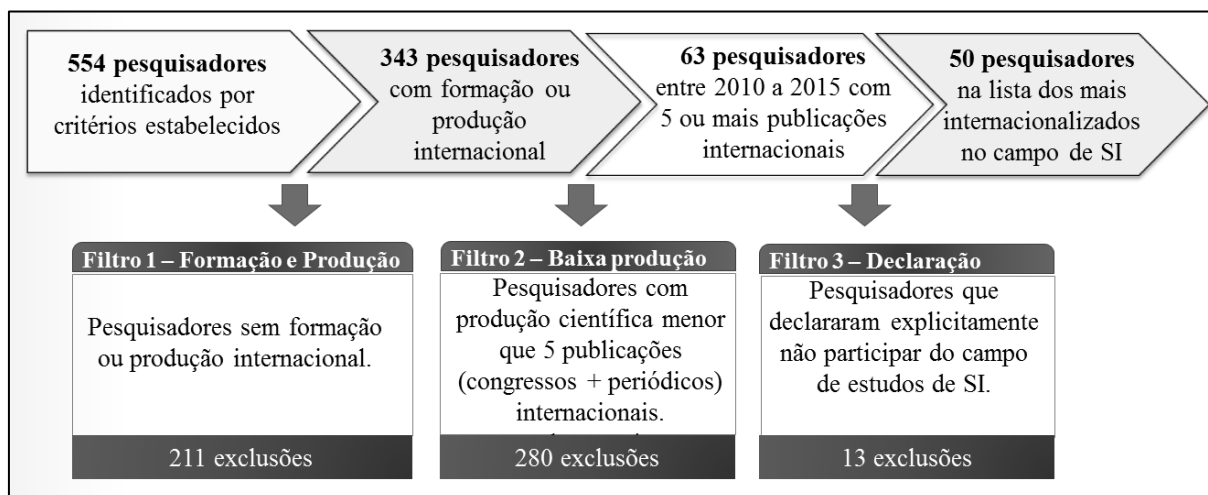 554 pesquisadores
identificados por
critérios estabelecidos
343 pesquisadores
com formação ou
produção
internacional
63 pesquisadores
entre 2010 a 2015 com
5 ou mais publicações
internacionais
50 pesquisadores
na lista dos mais
internacionalizados
no campo de SI
Filtro 1 – Formação e Produção
Pesquisadores sem formação
ou produção internacional.
211 exclusões
Filtro 2 – Baixa produção
Pesquisadores com
produção científica menor
que 5 publicações
(congressos + periódicos)
internacionais.
280 exclusões
Filtro 3 – Declaração
Pesquisadores que
declararam explicitamente
não participar do campo
de estudos de SI.
13 exclusões